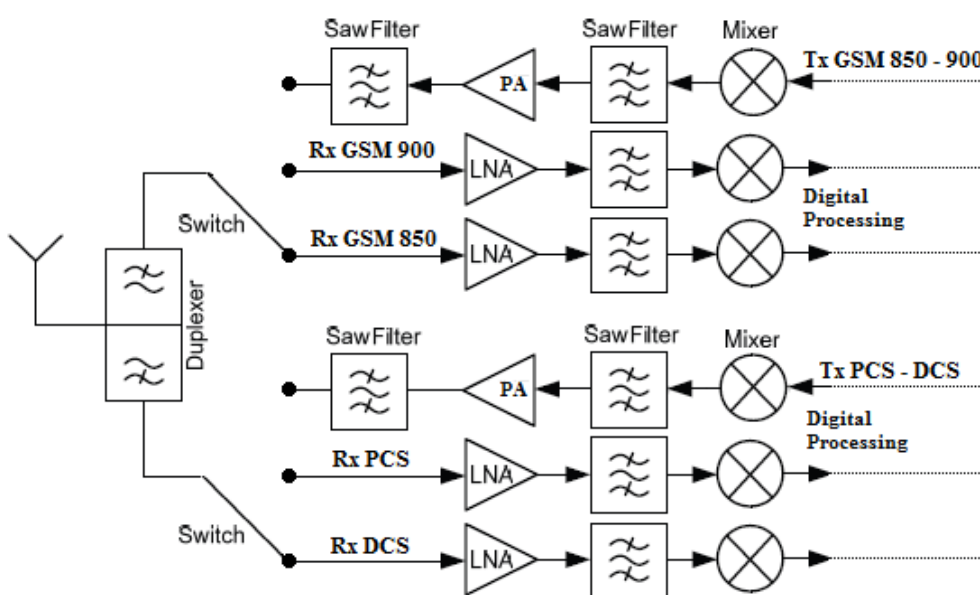 SawFilter
SawFilter
Mixer
PA
Tx GSM 850 - 900
Rx GSM 900
LNA
Digital
Processing
Switch
Rx GSM 850
LNA
Duplexer
SawFilter
SawFilter
Mixer
PA
Tx PCS - DCS
Digital
Processing
Rx PCS
LNA
Switch
Rx DCS
LNA